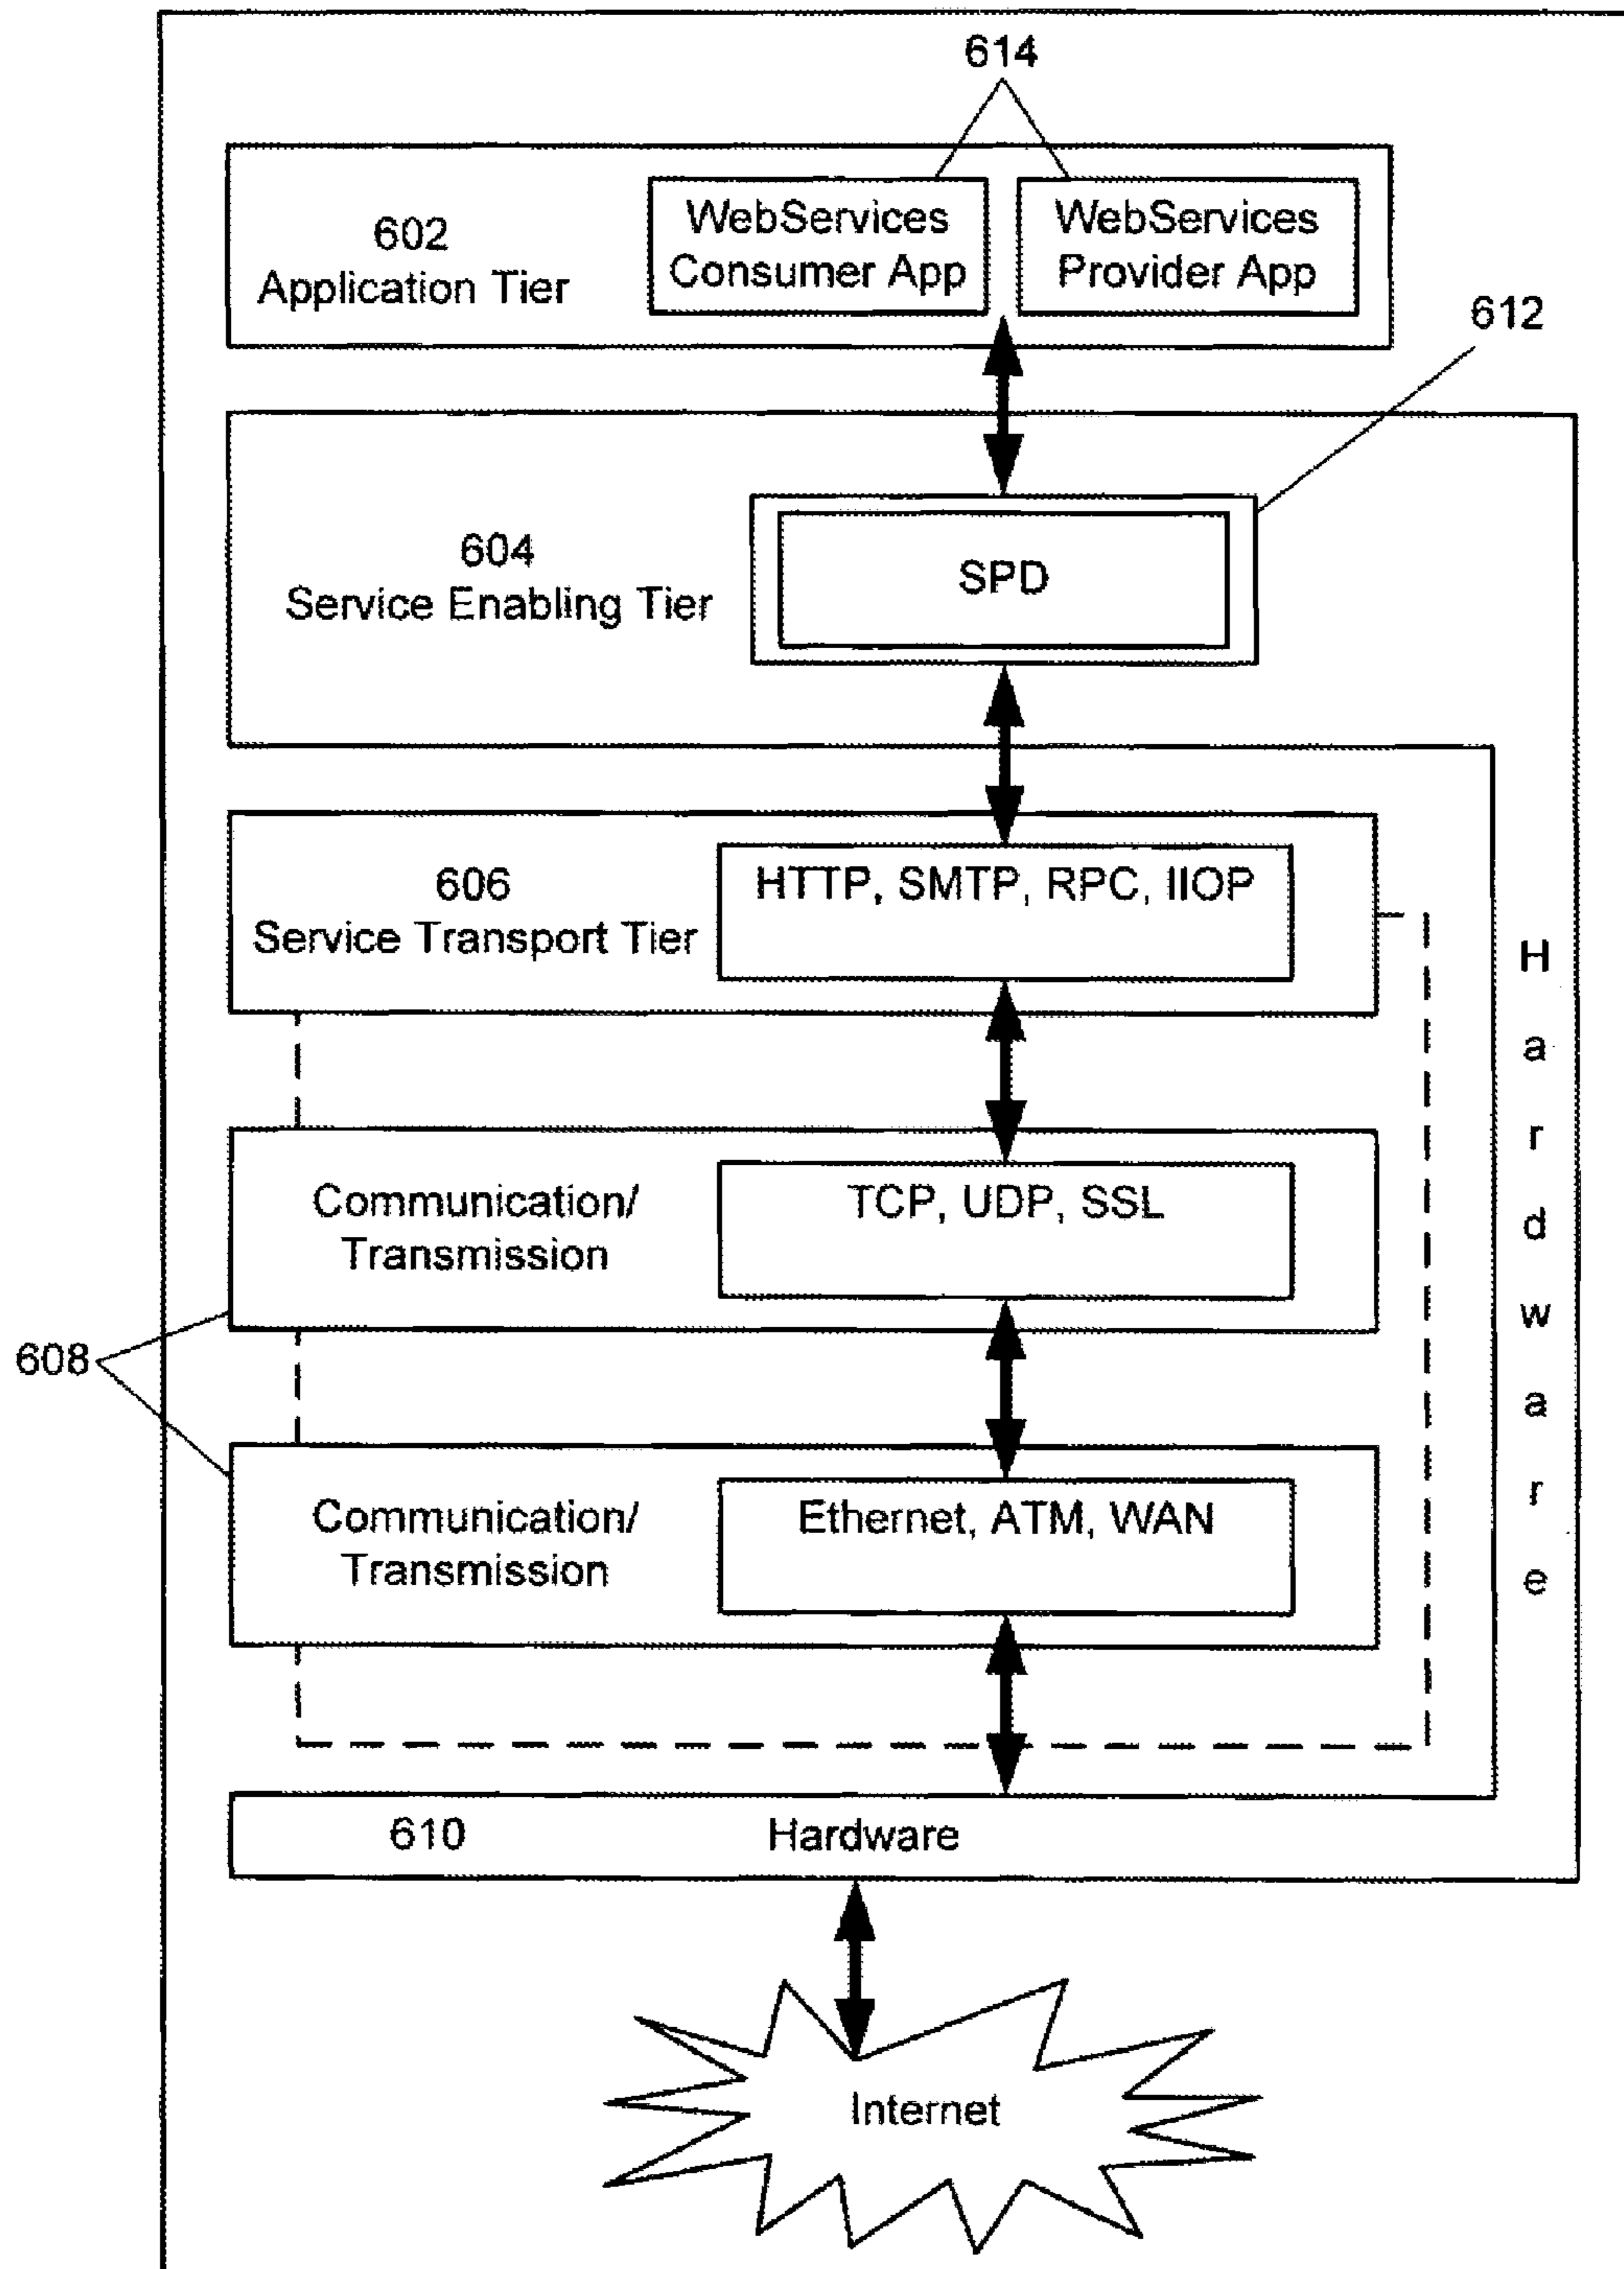 614
602
Application Tier
WebServices
Consumer App
WebServices
Provider App
612
604
Service Enabling Tier
SPD
606
Service Transport Tier
HTTP, SMTP, RPC, IIOP
Hardware
Communication/
Transmission
TCP, UDP, SSL
608
Communication/
Transmission
Ethernet, ATM, WAN
610
Hardware
Internet